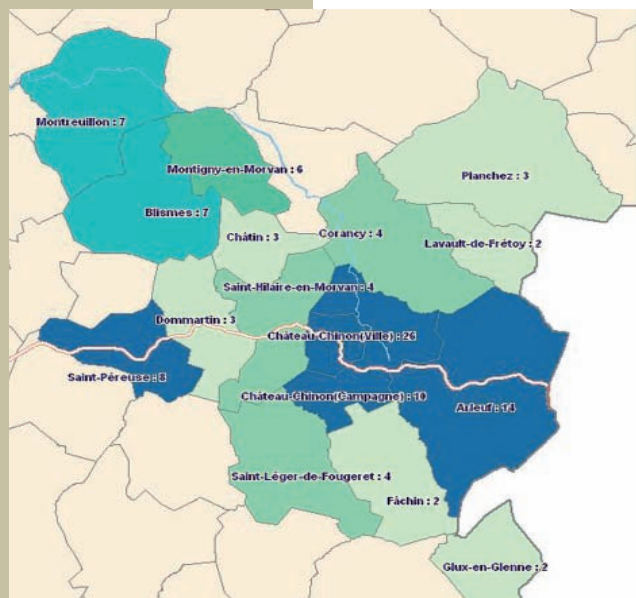 Montreuillon : 7
Montigny-en-Morvan : 6
Planchez : 3
Blismes : 7
Châtin : 3
Corancy : 4
Lavault-de-Frétoy : 2
Saint-Hilaire-en-Morvan : 4
Dommartin : 3
Château-Chinon(Ville) : 26
Saint-Péreuse : 8
Château-Chinon(Campagne) : 10
Arleuf : 14
Saint-Léger-de-Fougeret : 4
Fâchin : 2
Glux-en-Glenne : 2